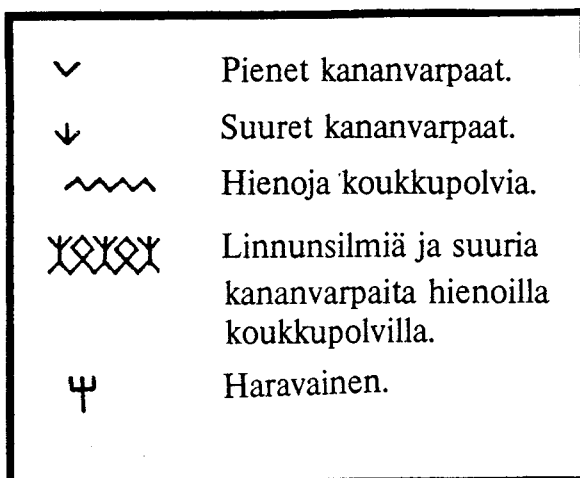 Pienet kananvarpaat.
Suuret kananvarpaat.
Hienoja koukkupolvia.
Linnunsilmiä ja suuria
kananvarpaita hienoilla
koukkupolvilla.
Haravainen.